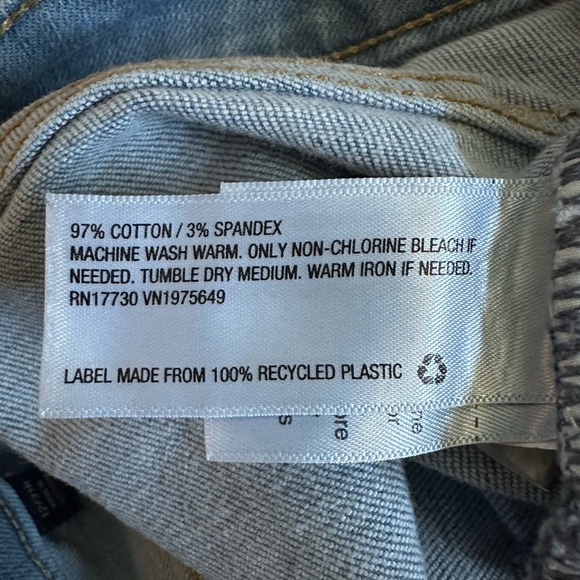 97% COTTON / 3% SPANDEX
MACHINE WASH WARM. ONLY NON-CHLORINE BLEACH IF
NEEDED. TUMBLE DRY MEDIUM. WARM IRON IF NEEDED.
RN17730 VN1975649
LABEL MADE FROM 100% RECYCLED PLASTIC